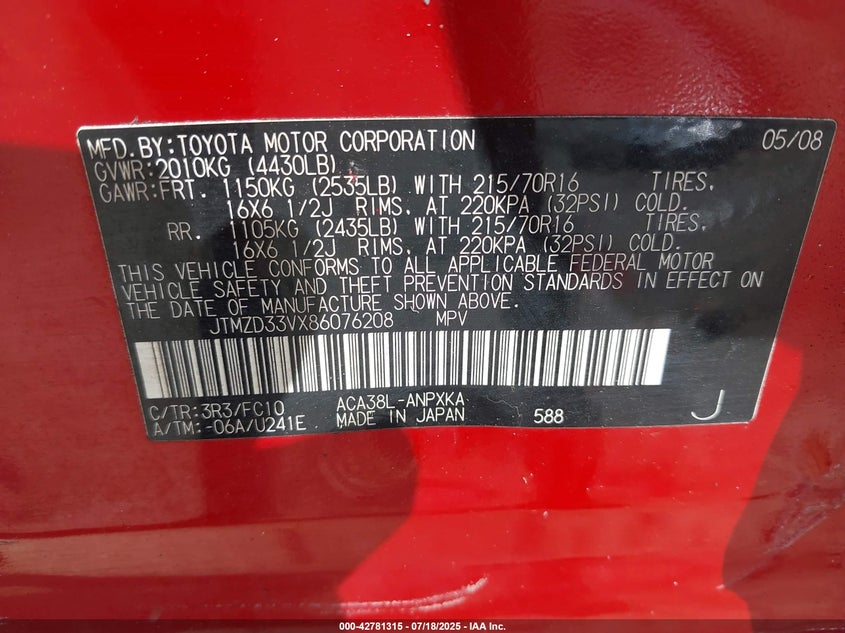 MFD. BY: TOYOTA MOTOR CORPORATION 05/08
GVWR: 2010KG (4430LB)
GAWR: FRT. 1150KG (2535LB) WITH 215/70R16 TIRES,
16X6 1/2J RIMS, AT 220KPA (32PSI) COLD.
RR. 1105KG (2435LB) WITH 215/70R16 TIRES,
16X6 1/2J RIMS, AT 220KPA (32PSI) COLD.
THIS VEHICLE CONFORMS TO ALL APPLICABLE FEDERAL MOTOR
VEHICLE SAFETY AND THEFT PREVENTION STANDARDS IN EFFECT ON
THE DATE OF MANUFACTURE SHOWN ABOVE.
JTMZD33VX86076208 MPV
C/TR: 3R3/FC10 ACA38L-ANPXKA
A/TM: -06A/U241E MADE IN JAPAN 588 J
000-42781315 - 07/18/2025 - IAA Inc.